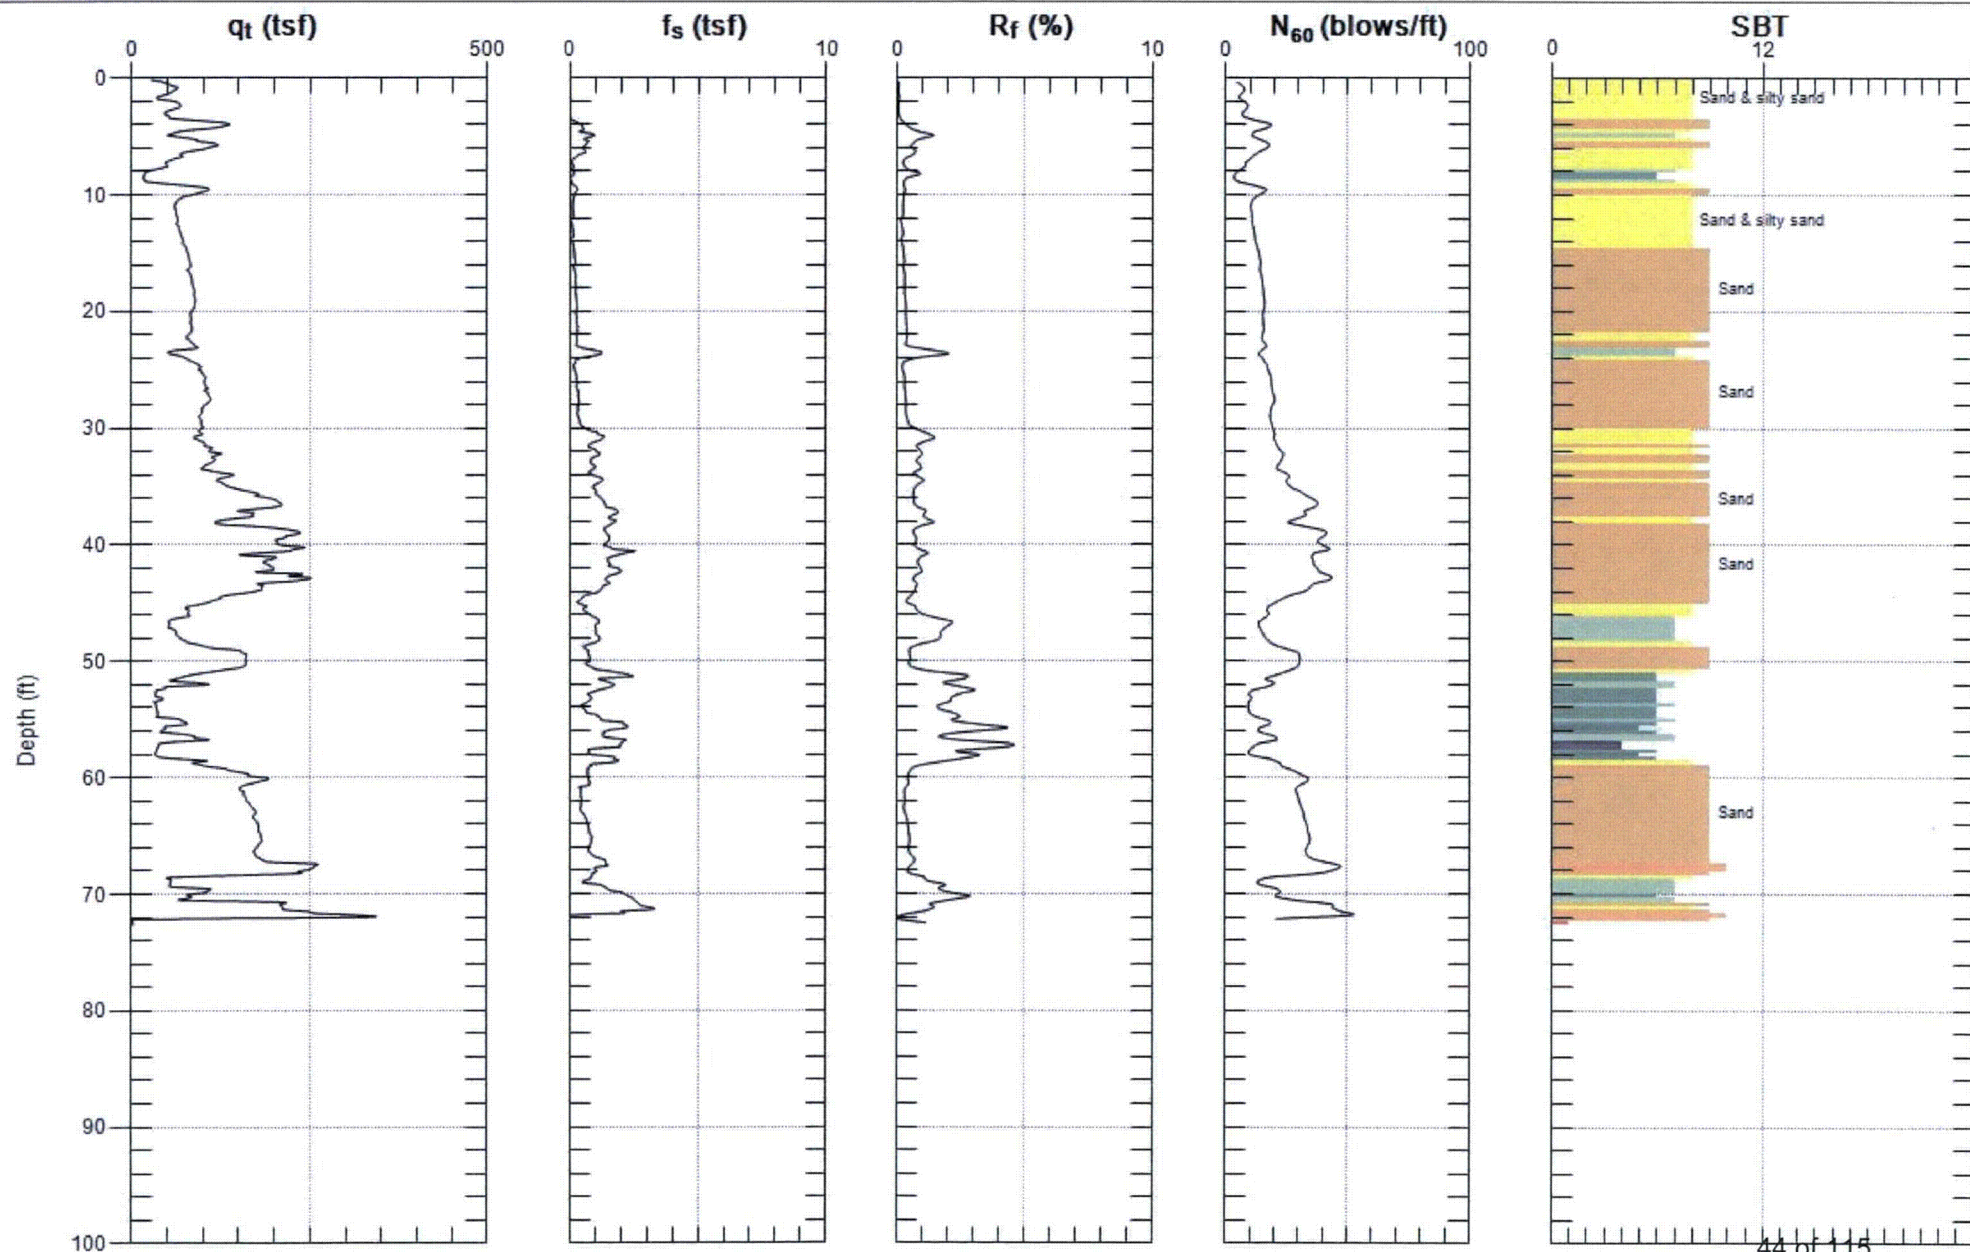 qt (tsf) fs (tsf) Rf (%) N60 (blows/ft) SBT
0 500 0 10 0 10 0 100 0 12
0
Sand & silty sand
10
Sand & silty sand
Sand
20
Sand
30
Sand
40
Sand
50
Depth (ft)
60
Sand
70
80
90
100
44 of 115